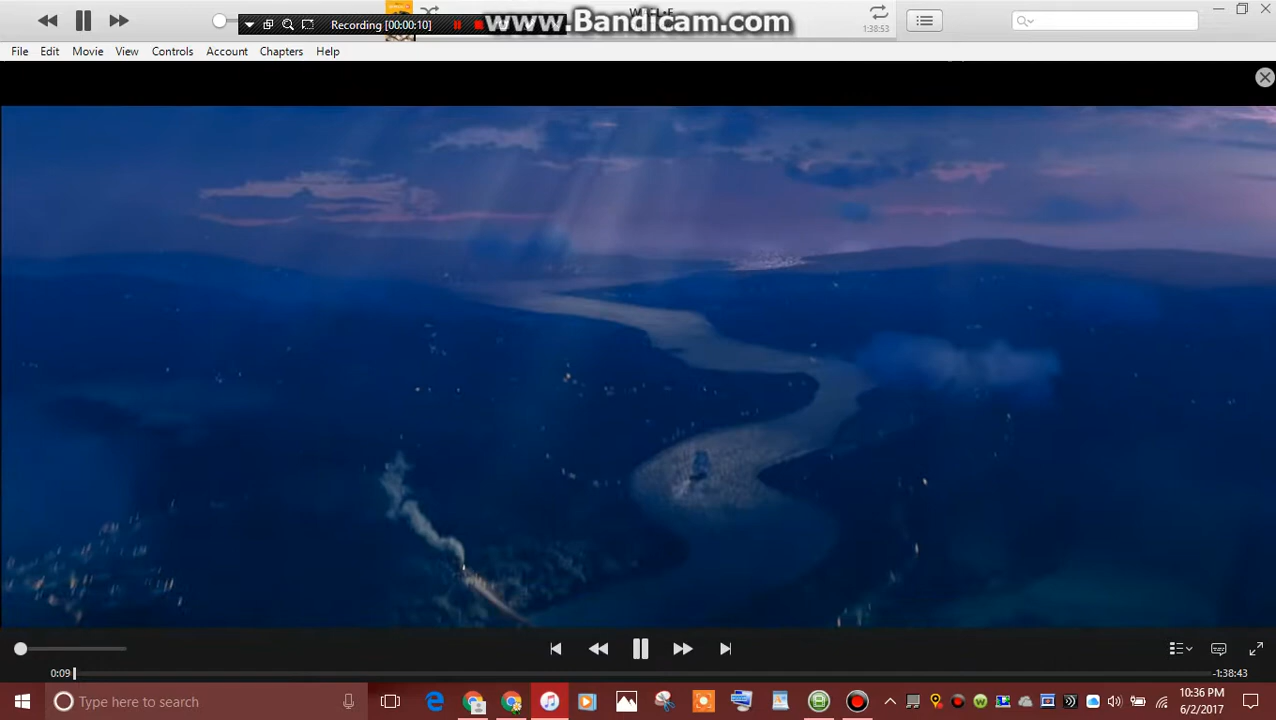 Recording [00:00:10]
www.Bandicam.com
1:38:53
File Edit Movie View Controls Account Chapters Help
0:09
-1:38:43
Type here to search
10:36 PM
6/2/2017